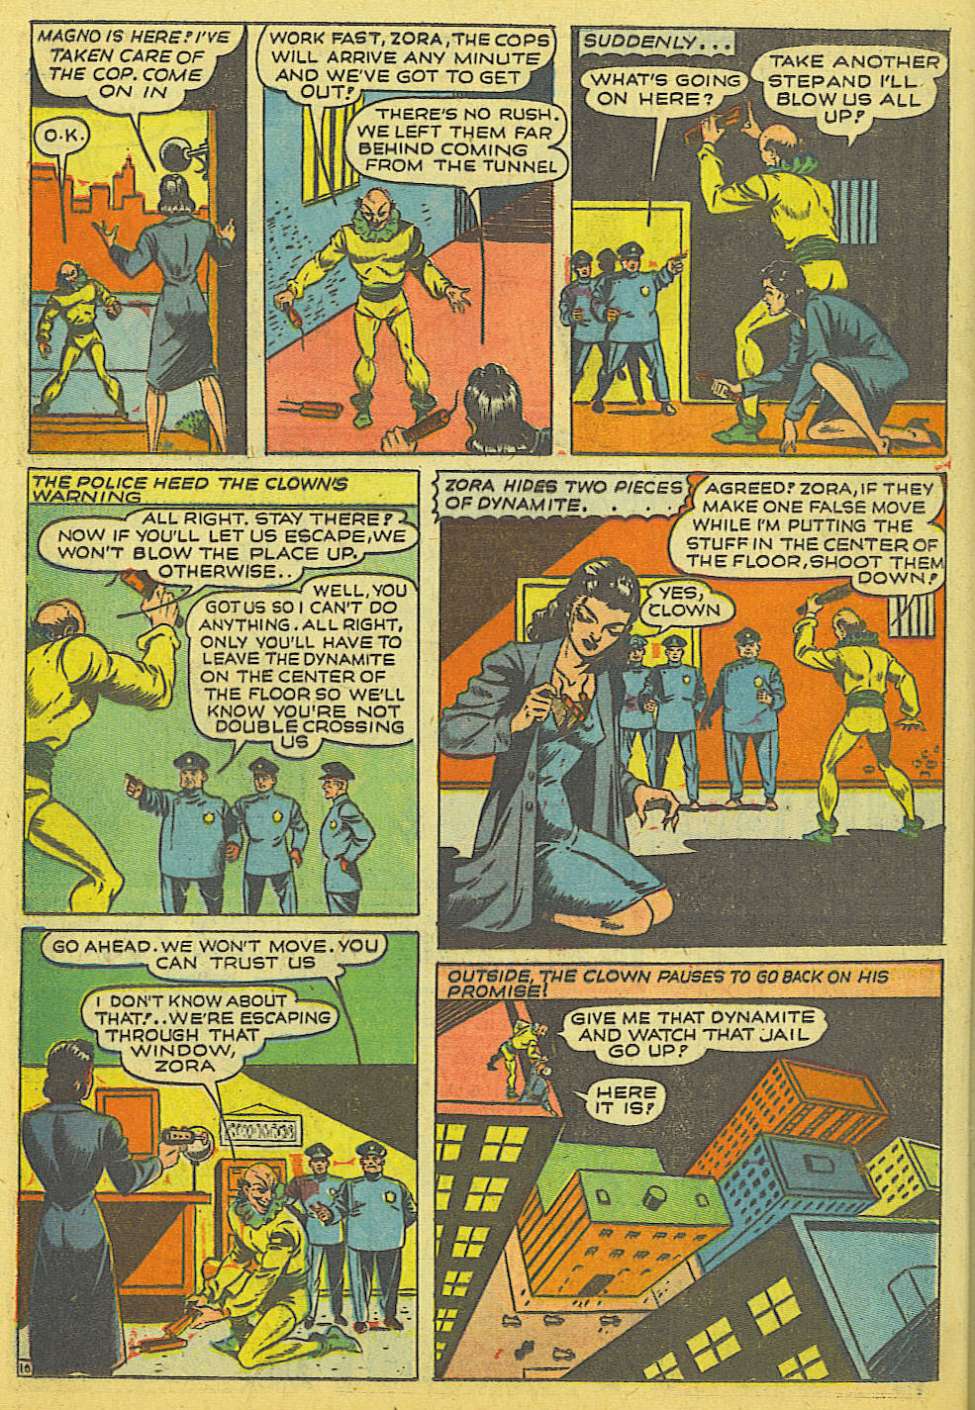 MAGNO IS HERE! I'VE
TAKEN CARE OF
THE COP. COME
ON IN
O.K.
WORK FAST, ZORA, THE COPS
WILL ARRIVE ANY MINUTE
AND WE'VE GOT TO GET
OUT!
THERE'S NO RUSH.
WE LEFT THEM FAR
BEHIND COMING
FROM THE TUNNEL
SUDDENLY...
WHAT'S GOING
ON HERE?
TAKE ANOTHER
STEP AND I'LL
BLOW US ALL
UP!
THE POLICE HEED THE CLOWN'S
WARNING
ALL RIGHT. STAY THERE!
NOW IF YOU'LL LET US ESCAPE, WE
WON'T BLOW THE PLACE UP.
OTHERWISE..
WELL, YOU
GOT US SO I CAN'T DO
ANYTHING. ALL RIGHT,
ONLY YOU'LL HAVE TO
LEAVE THE DYNAMITE
ON THE CENTER OF
THE FLOOR SO WE'LL
KNOW YOU'RE NOT
DOUBLE CROSSING
US
ZORA HIDES TWO PIECES
OF DYNAMITE. . . . .
AGREED! ZORA, IF THEY
MAKE ONE FALSE MOVE
WHILE I'M PUTTING THE
STUFF IN THE CENTER OF
THE FLOOR, SHOOT THEM
DOWN!
YES,
CLOWN
GO AHEAD. WE WON'T MOVE. YOU
CAN TRUST US
I DON'T KNOW ABOUT
THAT!.. WE'RE ESCAPING
THROUGH THAT
WINDOW,
ZORA
10
OUTSIDE, THE CLOWN PAUSES TO GO BACK ON HIS
PROMISE!
GIVE ME THAT DYNAMITE
AND WATCH THAT JAIL
GO UP!
HERE
IT IS!